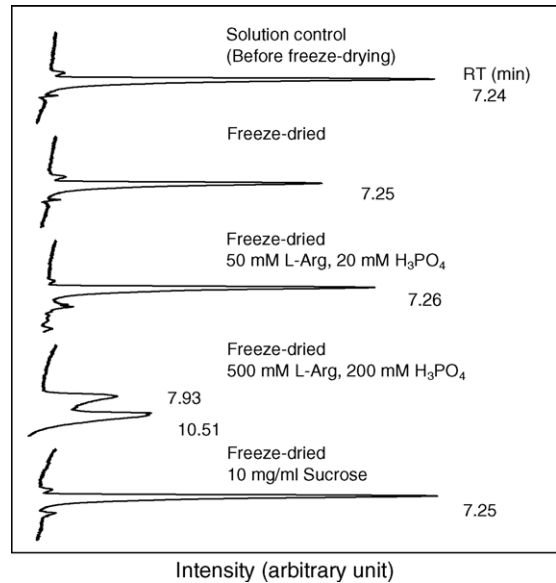 Solution control
(Before freeze-drying)
RT (min)
7.24
Freeze-dried
7.25
Freeze-dried
50 mM L-Arg, 20 mM H₃PO₄
7.26
Freeze-dried
500 mM L-Arg, 200 mM H₃PO₄
7.93
10.51
Freeze-dried
10 mg/ml Sucrose
7.25
Intensity (arbitrary unit)